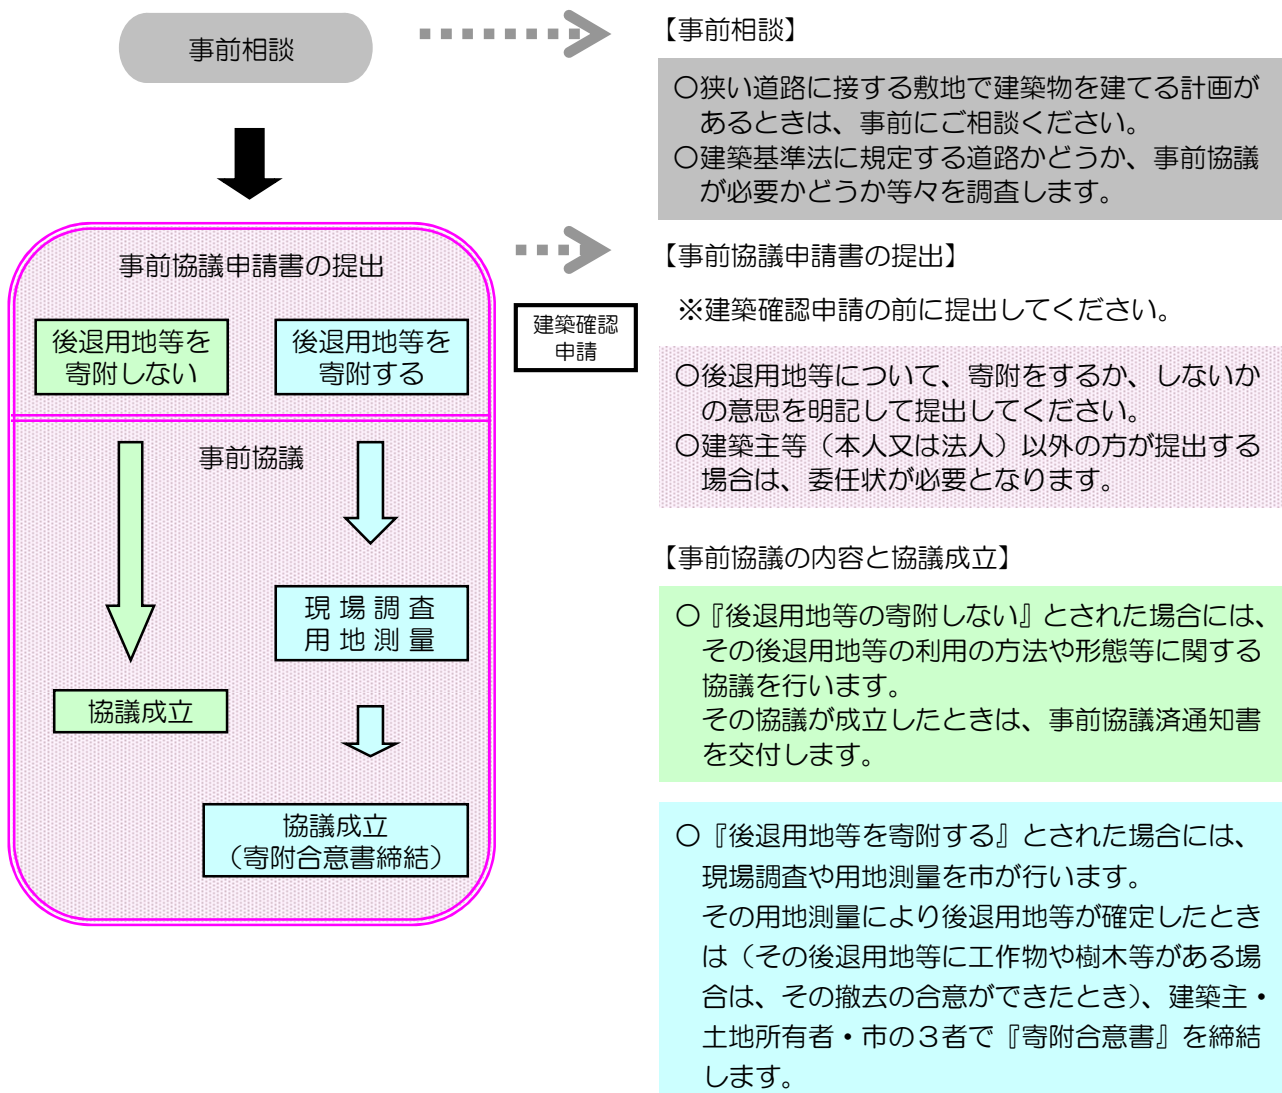 事前相談
事前協議申請書の提出
後退用地等を
寄附しない
後退用地等を
寄附する
建築確認
申請
事前協議
現場調査
用地測量
協議成立
協議成立
（寄附合意書締結）
【事前相談】
〇狭い道路に接する敷地で建築物を建てる計画が
あるときは、事前にご相談ください。
〇建築基準法に規定する道路かどうか、事前協議
が必要かどうか等々を調査します。
【事前協議申請書の提出】
※建築確認申請の前に提出してください。
〇後退用地等について、寄附をするか、しないか
の意思を明記して提出してください。
〇建築主等（本人又は法人）以外の方が提出する
場合は、委任状が必要となります。
【事前協議の内容と協議成立】
〇『後退用地等の寄附しない』とされた場合には、
その後退用地等の利用の方法や形態等に関する
協議を行います。
その協議が成立したときは、事前協議済通知書
を交付します。
〇『後退用地等を寄附する』とされた場合には、
現場調査や用地測量を市が行います。
その用地測量により後退用地等が確定したとき
は（その後退用地等に工作物や樹木等がある場
合は、その撤去の合意ができたとき）、建築主・
土地所有者・市の３者で『寄附合意書』を締結
します。